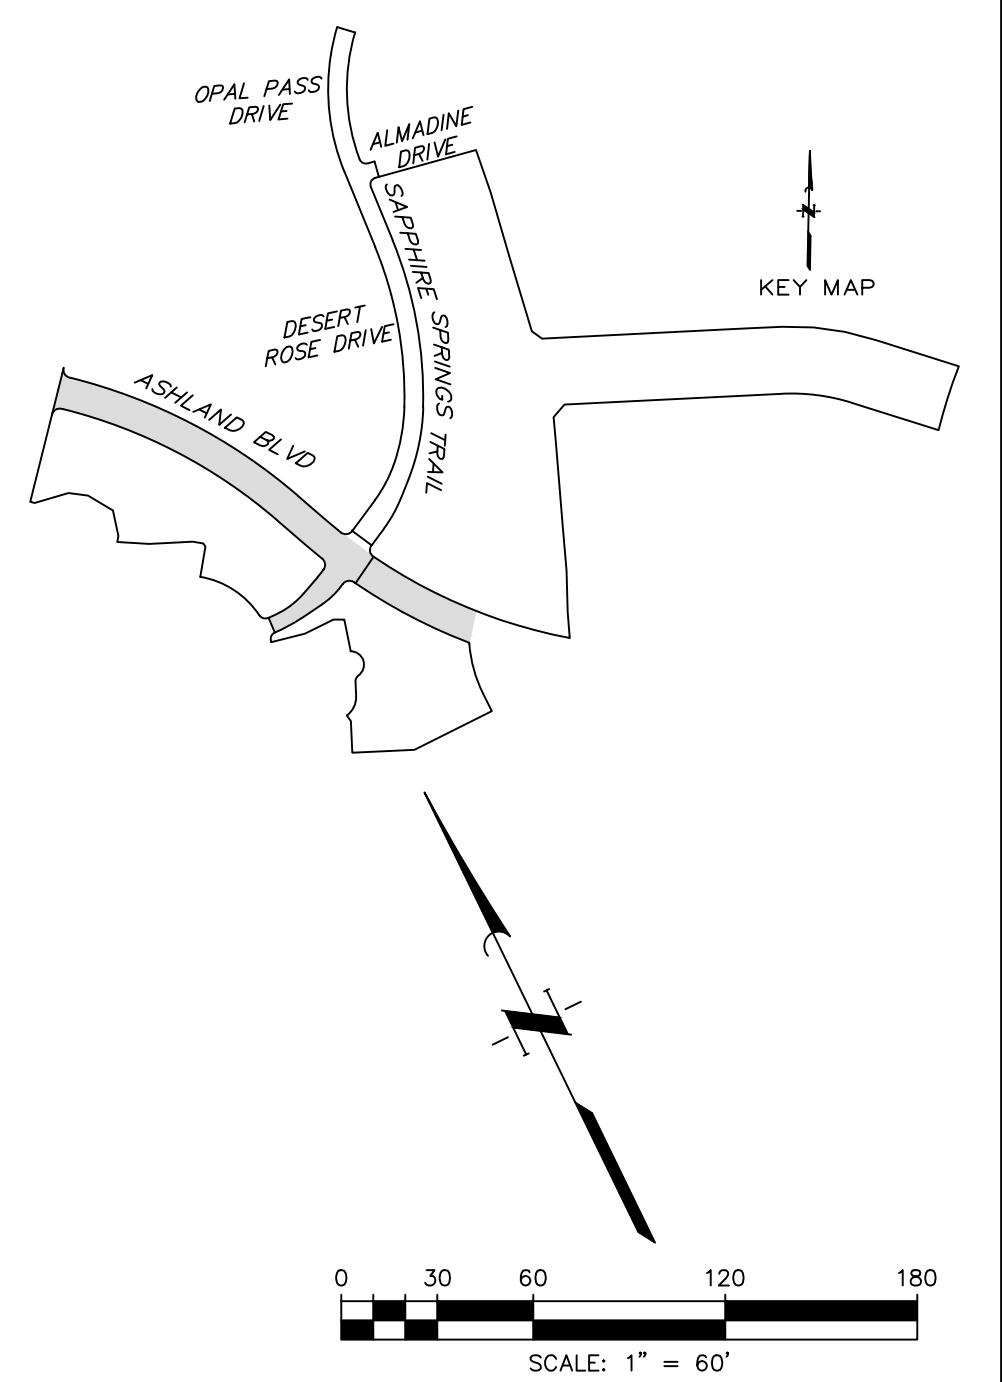 OPAL PASS
DRIVE
ALMADINE
DRIVE
SAPPHIRE SPRINGS TRAIL
N
KEY MAP
DESERT
ROSE DRIVE
ASHLAND BLVD
N
0 30 60 120 180
SCALE: 1" = 60'